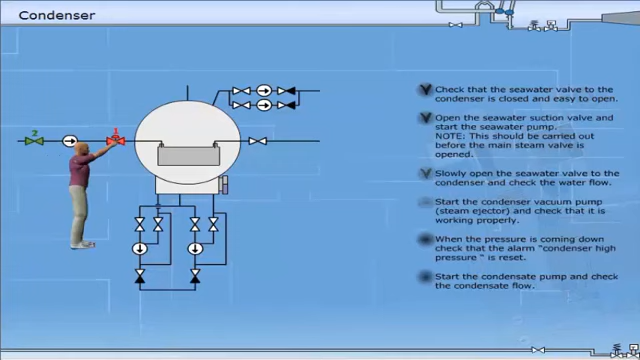 Condenser
2
1
Check that the seawater valve to the
condenser is closed and easy to open.
Open the seawater suction valve and
start the seawater pump.
NOTE: This should be carried out
before the main steam valve is
opened.
Slowly open the seawater valve to the
condenser and check the water flow.
Start the condenser vacuum pump
(steam ejector) and check that it is
working properly.
When the pressure is coming down
check that the alarm "condenser high
pressure " is reset.
Start the condensate pump and check
the condensate flow.